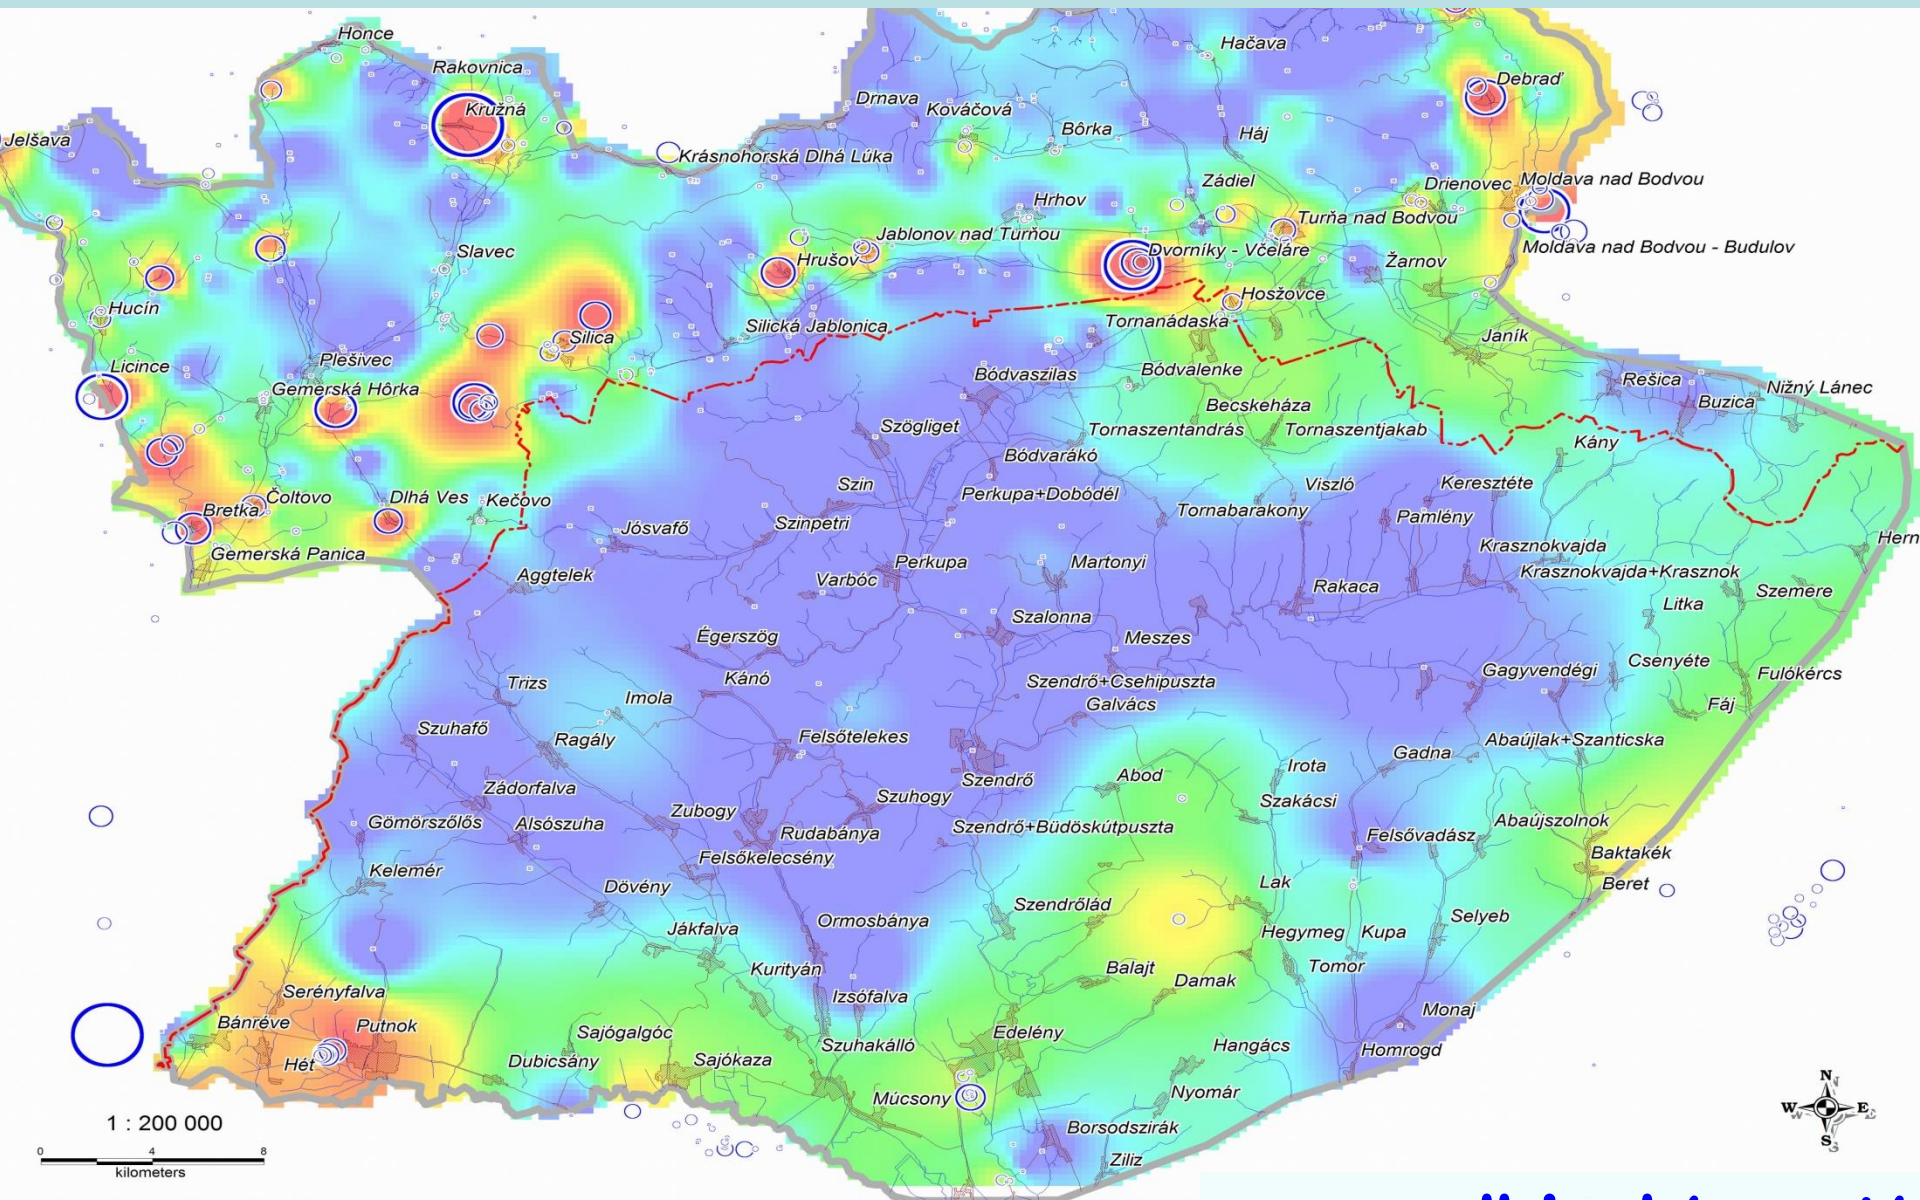 Honce
Hačava
Rakovnica
Debraď
Kružná
Drnava
Kováčová
Bôrka
Háj
Jelšava
Krásnohorská Dlhá Lúka
Zádiel
Drienovec
Moldava nad Bodvou
Hrhov
Turňa nad Bodvou
Jablonov nad Turňou
Slavec
Hrušov
Dvorníky - Včeláre
Moldava nad Bodvou - Budulov
Žarnov
Hosžovce
Hucín
Silická Jablonica
Tornanádaska
Silica
Janík
Plešivec
Licince
Bódvaszilas
Bódvalenke
Rešica
Nižný Lánec
Gemerská Hôrka
Becskeháza
Buzica
Szögliget
Tornaszentandrás
Tornaszentjakab
Kány
Bódvarákó
Szin
Perkupa+Dobódél
Viszló
Keresztéte
Čoltovo
Dlhá Ves
Kečovo
Bretka
Tornabarakony
Pamlény
Jósvafő
Szinpetri
Hern
Gemerská Panica
Krasznokvajda
Perkupa
Martonyi
Aggtelek
Varbóc
Krasznokvajda+Krasznok
Rakaca
Szemere
Litka
Szalonna
Égerszög
Meszes
Csenyéte
Gagyvendégi
Fulókércs
Trizs
Kánó
Szendrő+Csehipuszta
Imola
Galvács
Fáj
Szuhafő
Ragály
Felsőtelekes
Abaújlak+Szanticska
Gadna
Irota
Abod
Szendrő
Zádorfalva
Szuhogy
Szakácsi
Zubogy
Gömörszőlős
Alsószuha
Rudabánya
Szendrő+Büdöskútpuszta
Abaújszolnok
Felsővadász
Felsőkelecsény
Baktakék
Kelemér
Beret
Dövény
Lak
Szendrőlád
Selyeb
Ormosbánya
Jákfalva
Hegymeg
Kupa
Kurityán
Balajt
Tomor
Damak
Serényfalva
Izsófalva
Monaj
Bánréve
Putnok
Sajógalgóc
Edelény
Szuhakálló
Hangács
Homrogd
Hét
Dubicsány
Sajókaza
N
Múcsony
Nyomár
W
E
S
1 : 200 000
Borsodszirák
0 4 8
Ziliz
kilometers